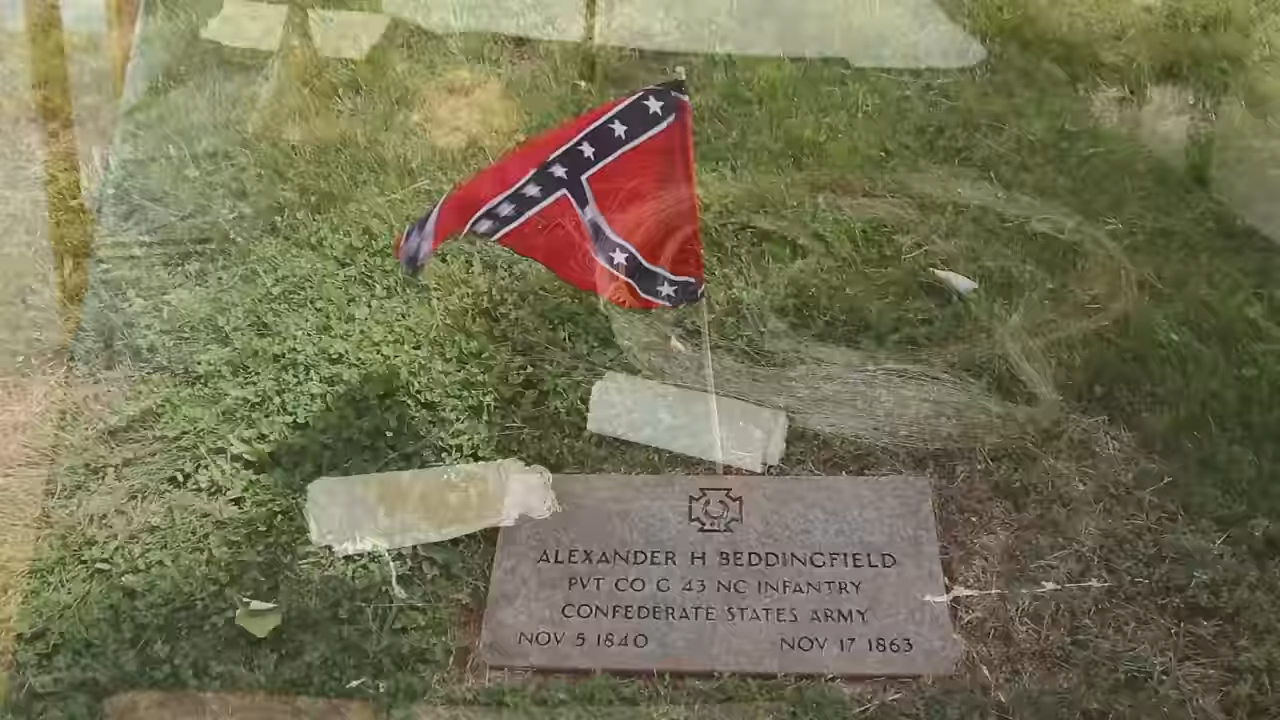 ALEXANDER H BEDDINGFIELD
PVT CO G 43 NC INFANTRY
CONFEDERATE STATES ARMY
NOV 5 1840 NOV 17 1863